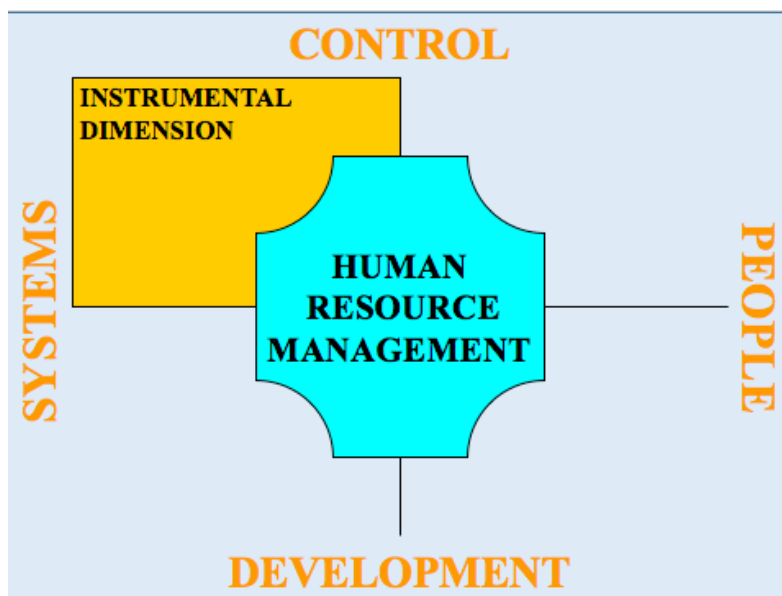 CONTROL
INSTRUMENTAL
DIMENSION
SYSTEMS
HUMAN
RESOURCE
MANAGEMENT
PEOPLE
DEVELOPMENT